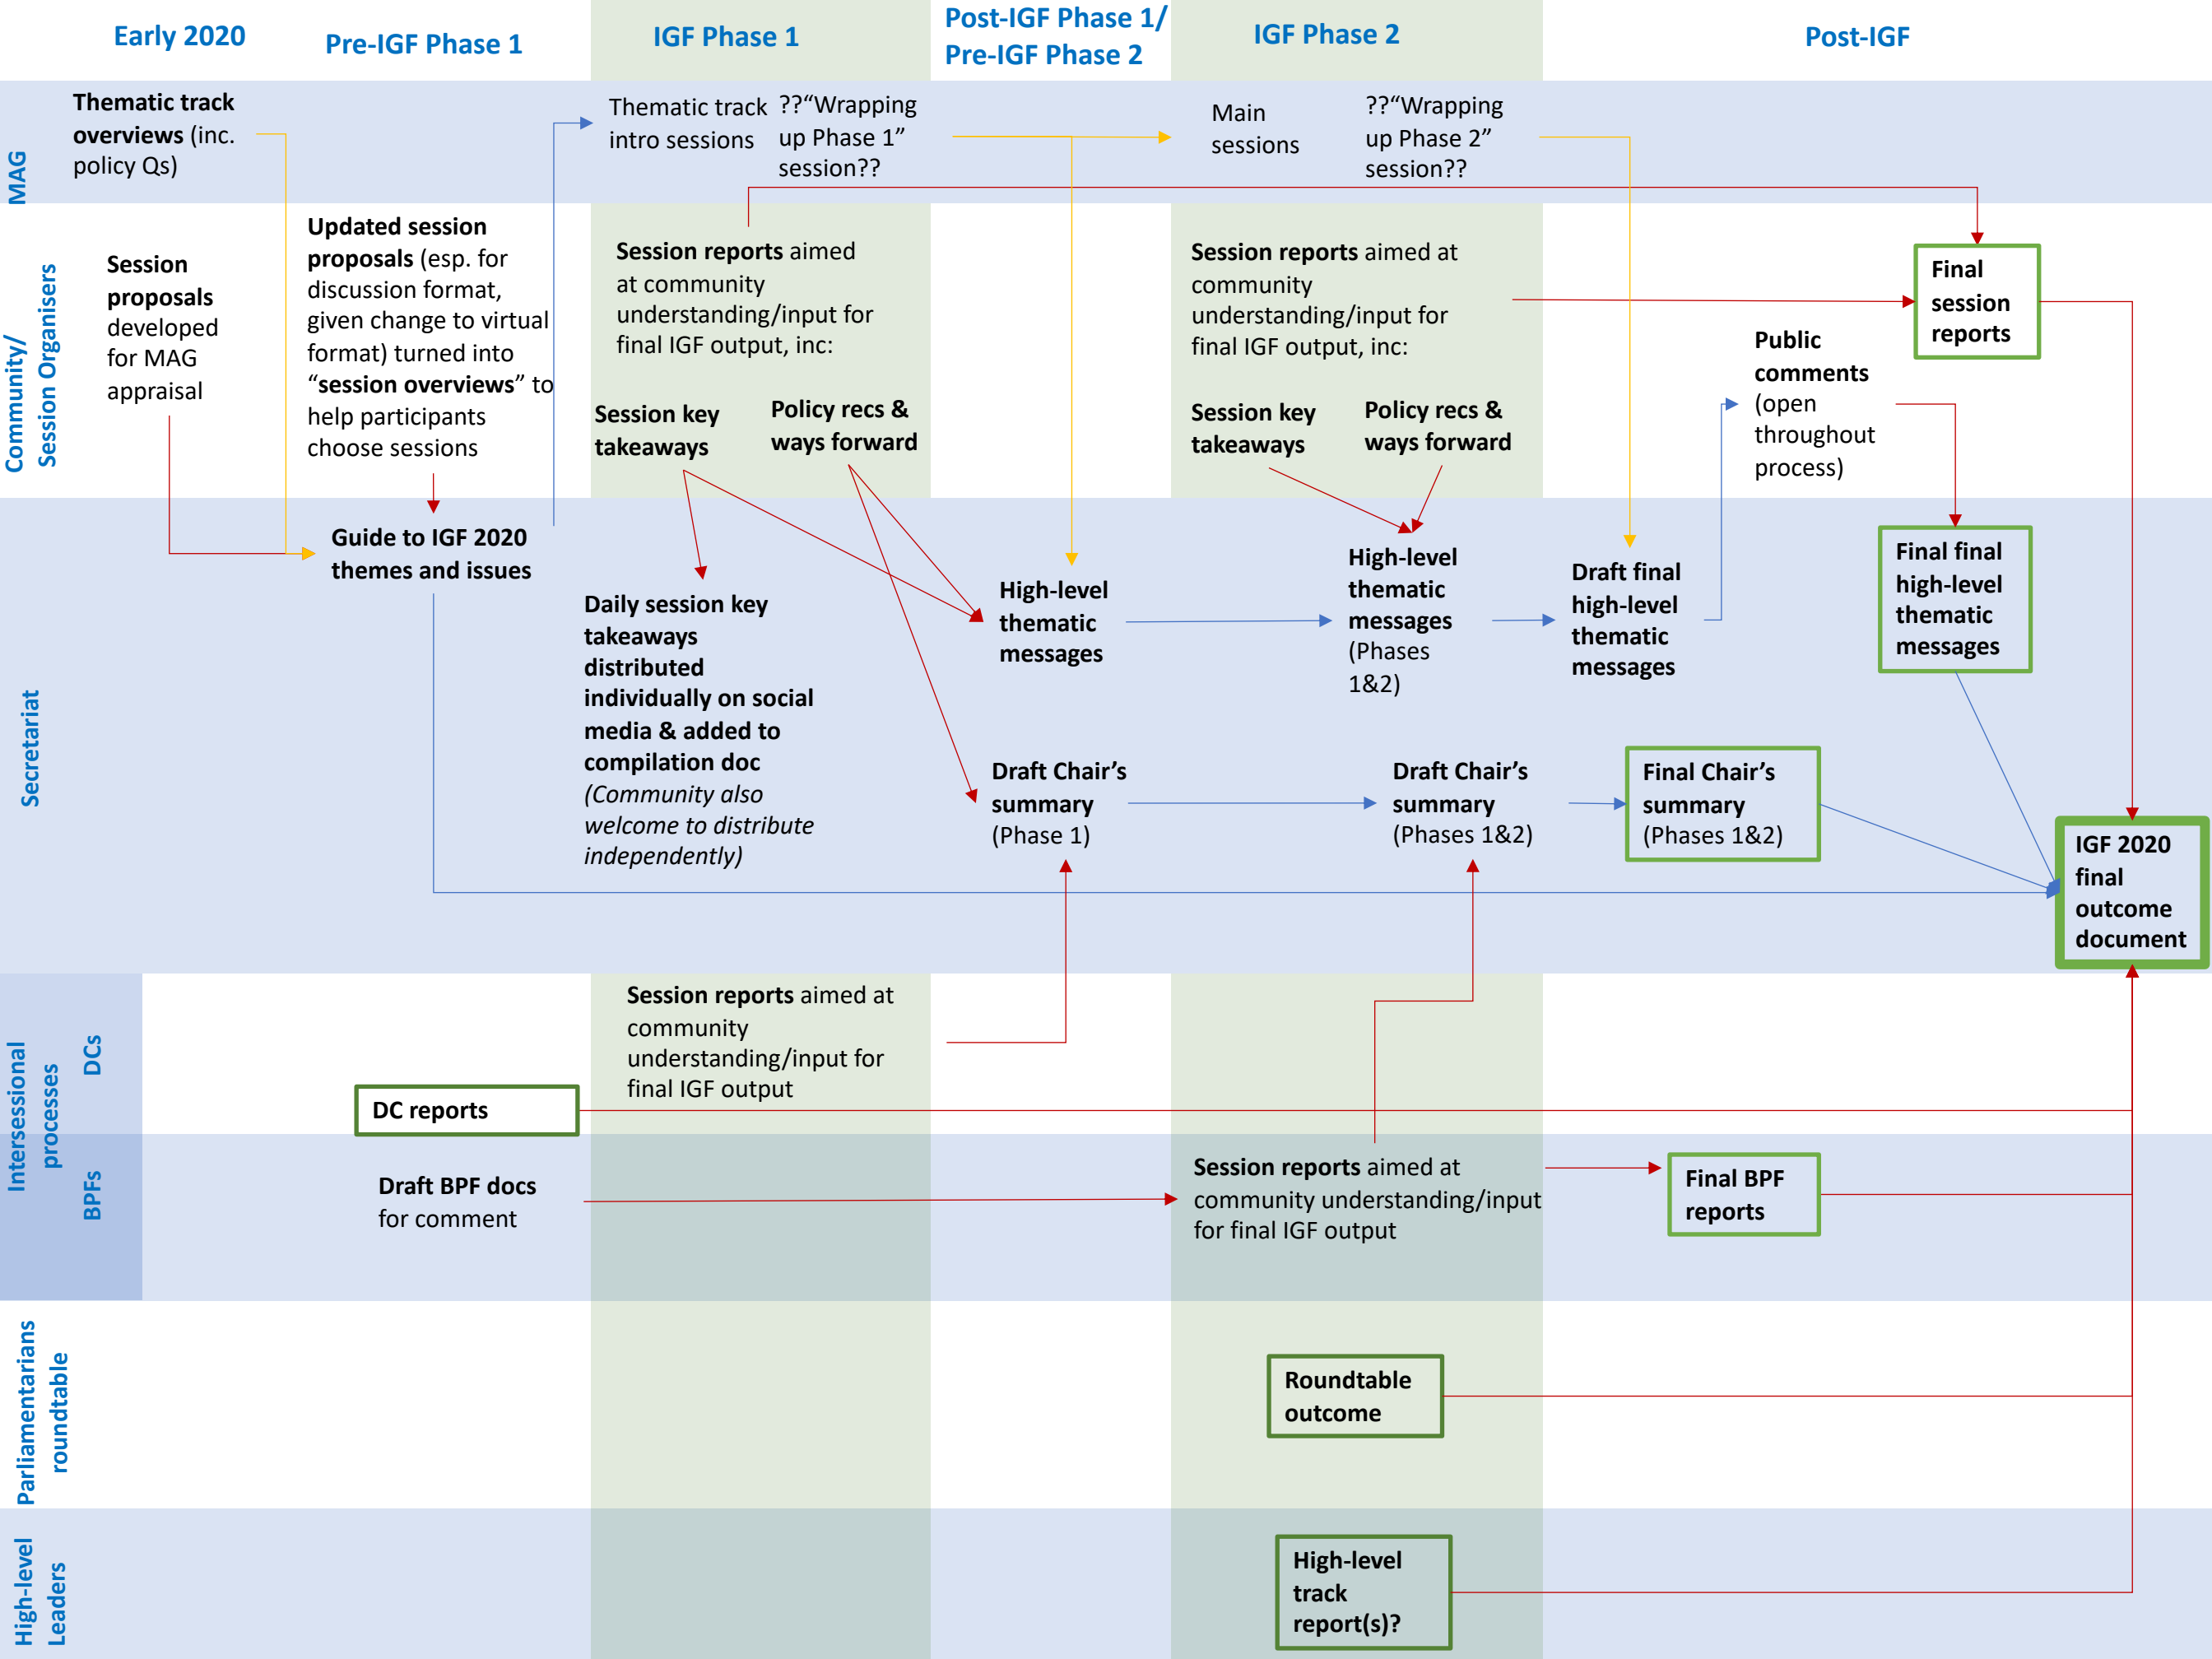 Early 2020
Pre-IGF Phase 1
IGF Phase 1
Post-IGF Phase 1/
Pre-IGF Phase 2
IGF Phase 2
Post-IGF
MAG
Thematic track
overviews (inc.
policy Qs)
Thematic track
intro sessions
??“Wrapping
up Phase 1”
session??
Main
sessions
??“Wrapping
up Phase 2”
session??
Community/
Session Organisers
Session
proposals
developed
for MAG
appraisal
Updated session
proposals (esp. for
discussion format,
given change to virtual
format) turned into
“session overviews” to
help participants
choose sessions
Session reports aimed
at community
understanding/input for
final IGF output, inc:
Session key
takeaways
Policy recs &
ways forward
Session reports aimed at
community
understanding/input for
final IGF output, inc:
Session key
takeaways
Policy recs &
ways forward
Public
comments
(open
throughout
process)
Final
session
reports
Secretariat
Guide to IGF 2020
themes and issues
Daily session key
takeaways
distributed
individually on social
media & added to
compilation doc
(Community also
welcome to distribute
independently)
High-level
thematic
messages
High-level
thematic
messages
(Phases
1&2)
Draft final
high-level
thematic
messages
Final final
high-level
thematic
messages
Draft Chair’s
summary
(Phase 1)
Draft Chair’s
summary
(Phases 1&2)
Final Chair’s
summary
(Phases 1&2)
IGF 2020
final
outcome
document
Intersessional
processes
DCs
Session reports aimed at
community
understanding/input for
final IGF output
DC reports
BPFs
Draft BPF docs
for comment
Session reports aimed at
community understanding/input
for final IGF output
Final BPF
reports
Parliamentarians
roundtable
Roundtable
outcome
High-level
Leaders
High-level
track
report(s)?